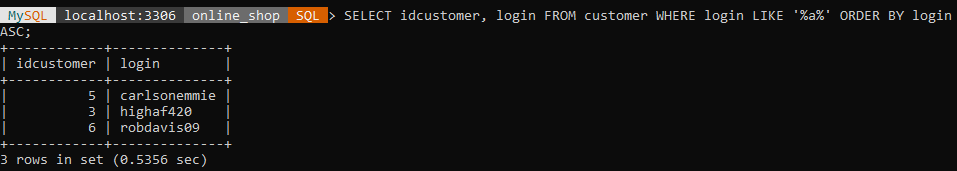 MySQL localhost:3306 online_shop SQL > SELECT idcustomer, login FROM customer WHERE login LIKE '%a%' ORDER BY login
ASC;
+------------+--------------+
| idcustomer | login        |
+------------+--------------+
|          5 | carlsonemmie |
|          3 | highaf420    |
|          6 | robdavis09   |
+------------+--------------+
3 rows in set (0.5356 sec)